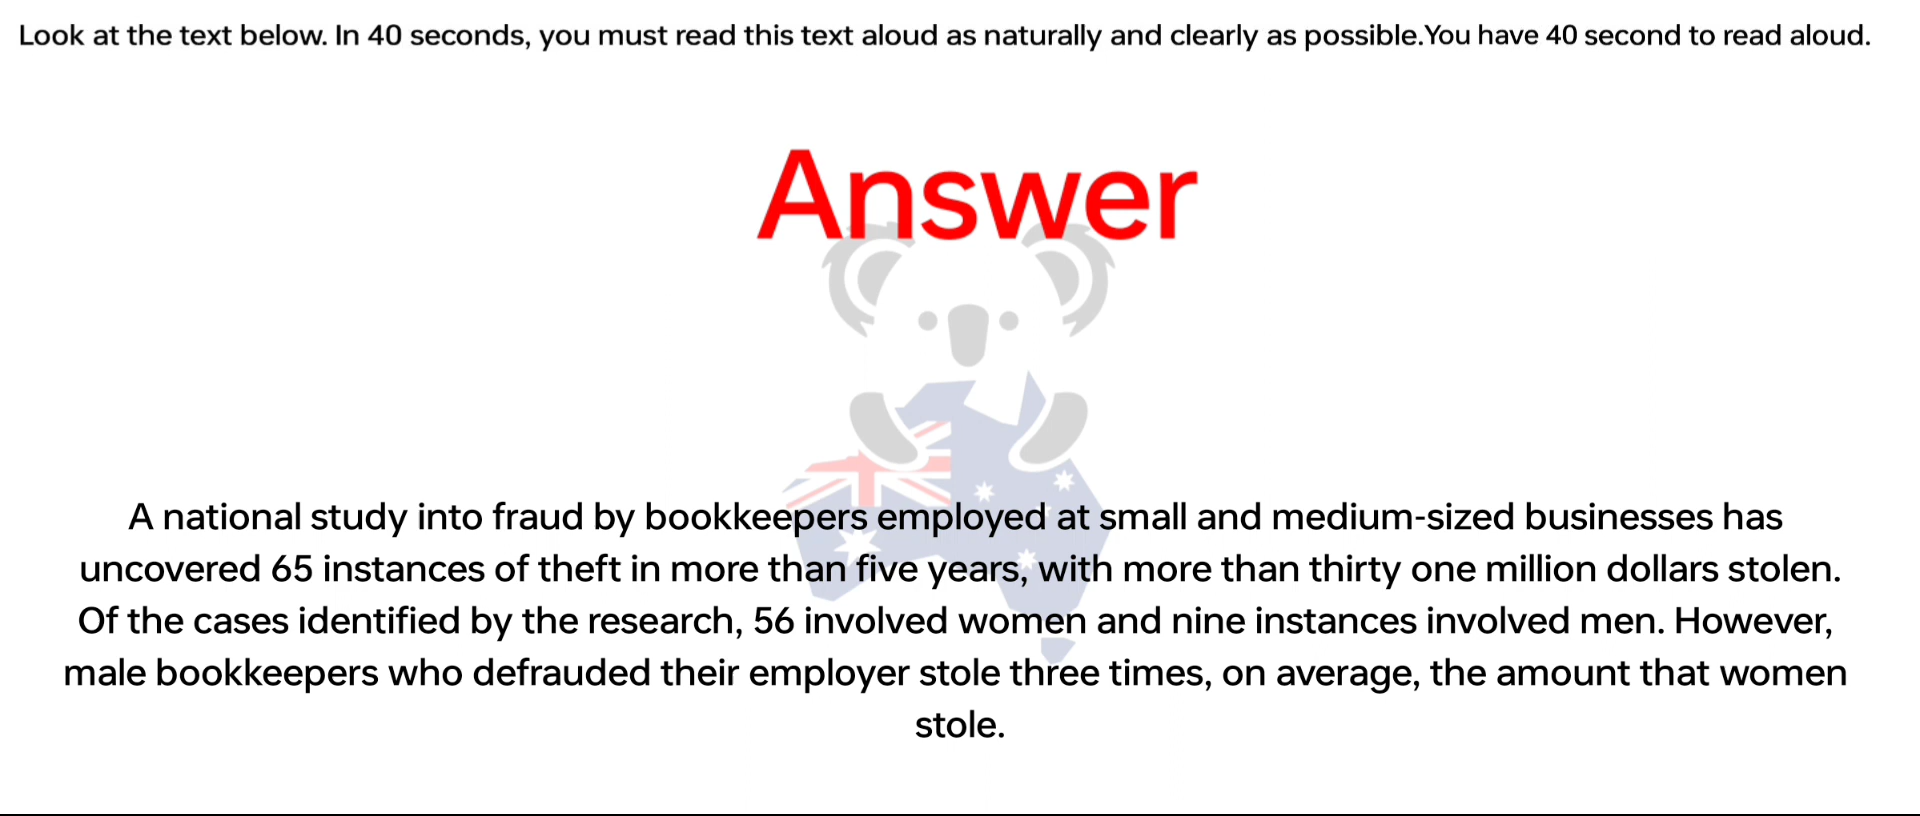 Look at the text below. In 40 seconds, you must read this text aloud as naturally and clearly as possible.You have 40 second to read aloud.
Answer
A national study into fraud by bookkeepers employed at small and medium-sized businesses has
uncovered 65 instances of theft in more than five years, with more than thirty one million dollars stolen.
Of the cases identified by the research, 56 involved women and nine instances involved men. However,
male bookkeepers who defrauded their employer stole three times, on average, the amount that women
stole.